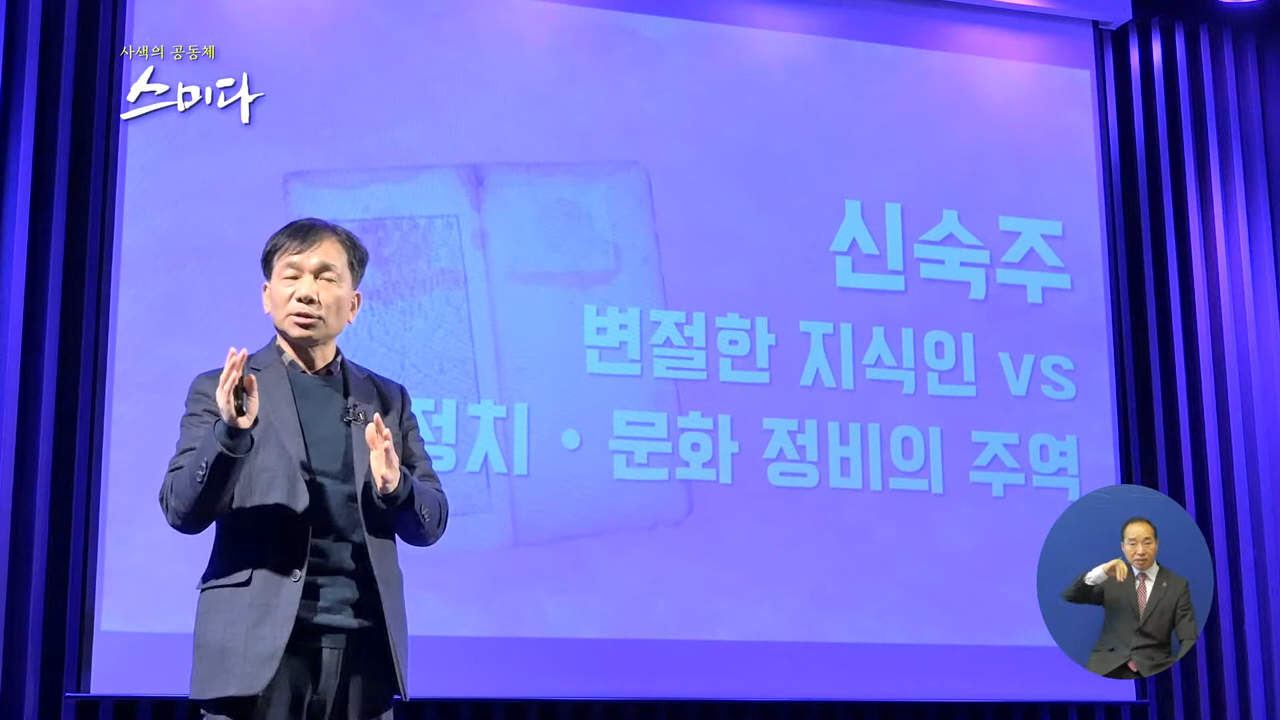 사색의 공동체
스미다
신숙주
변절한 지식인 vs
정치 · 문화 정비의 주역